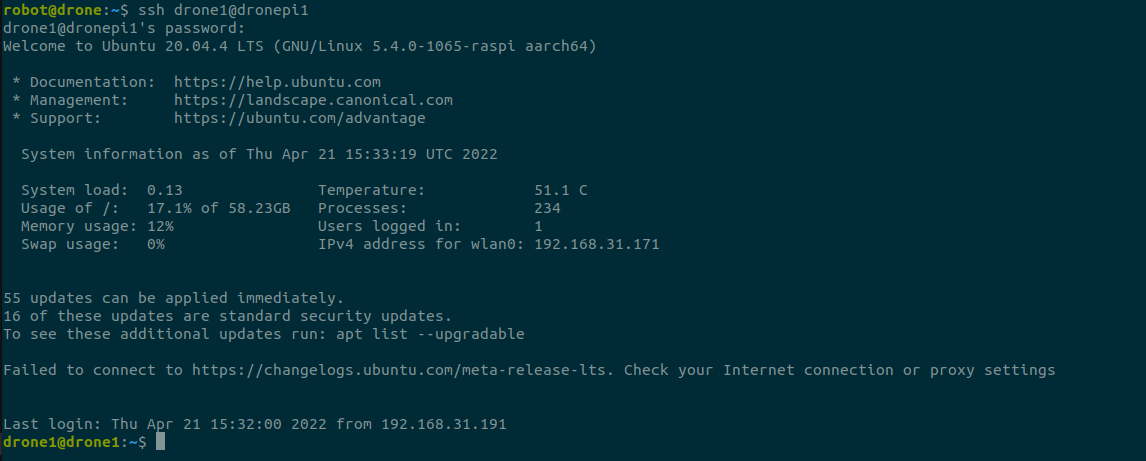 robot@drone:~$ ssh drone1@dronepi1
drone1@dronepi1's password:
Welcome to Ubuntu 20.04.4 LTS (GNU/Linux 5.4.0-1065-raspi aarch64)
* Documentation:  https://help.ubuntu.com
* Management:     https://landscape.canonical.com
* Support:        https://ubuntu.com/advantage
System information as of Thu Apr 21 15:33:19 UTC 2022
System load:  0.13               Temperature:            51.1 C
Usage of /:   17.1% of 58.23GB   Processes:              234
Memory usage: 12%                Users logged in:        1
Swap usage:   0%                 IPv4 address for wlan0: 192.168.31.171
55 updates can be applied immediately.
16 of these updates are standard security updates.
To see these additional updates run: apt list --upgradable
Failed to connect to https://changelogs.ubuntu.com/meta-release-lts. Check your Internet connection or proxy settings
Last login: Thu Apr 21 15:32:00 2022 from 192.168.31.191
drone1@drone1:~$